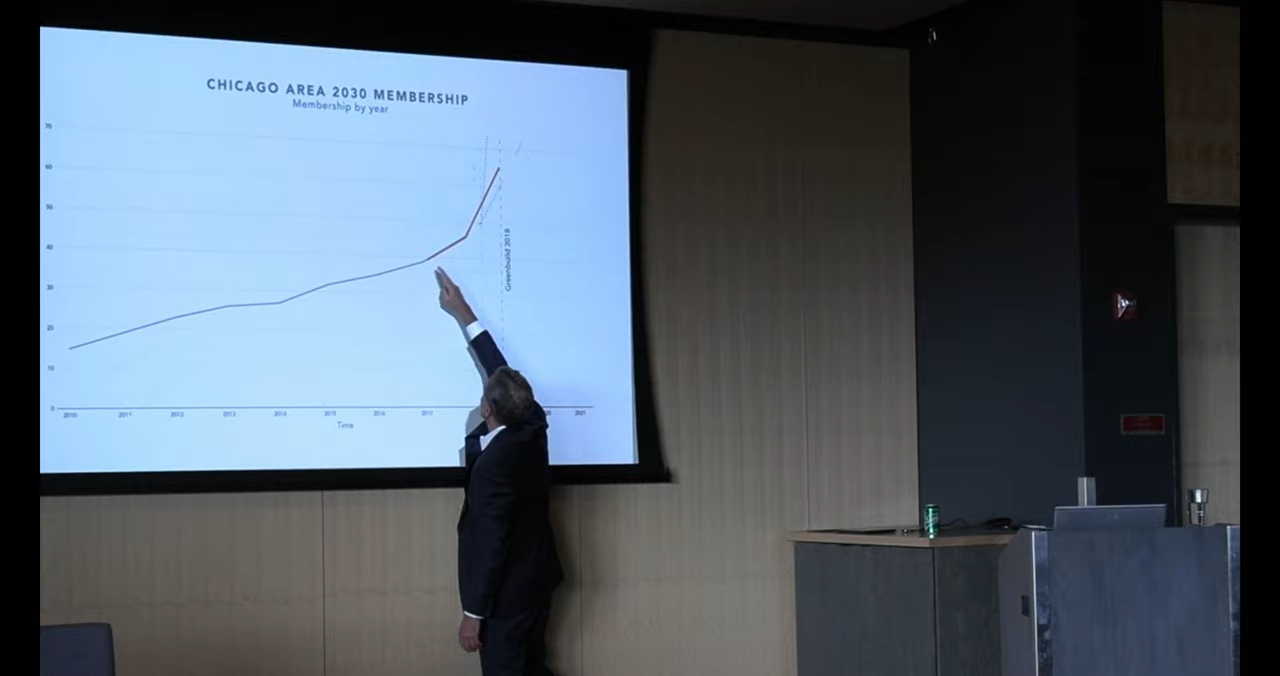 CHICAGO AREA 2030 MEMBERSHIP
Membership by year
70
60
50
40
30
20
10
0
Greenbuild 2018
2010 2011 2012 2013 2014 2015 2016 2017 20 2021
Time